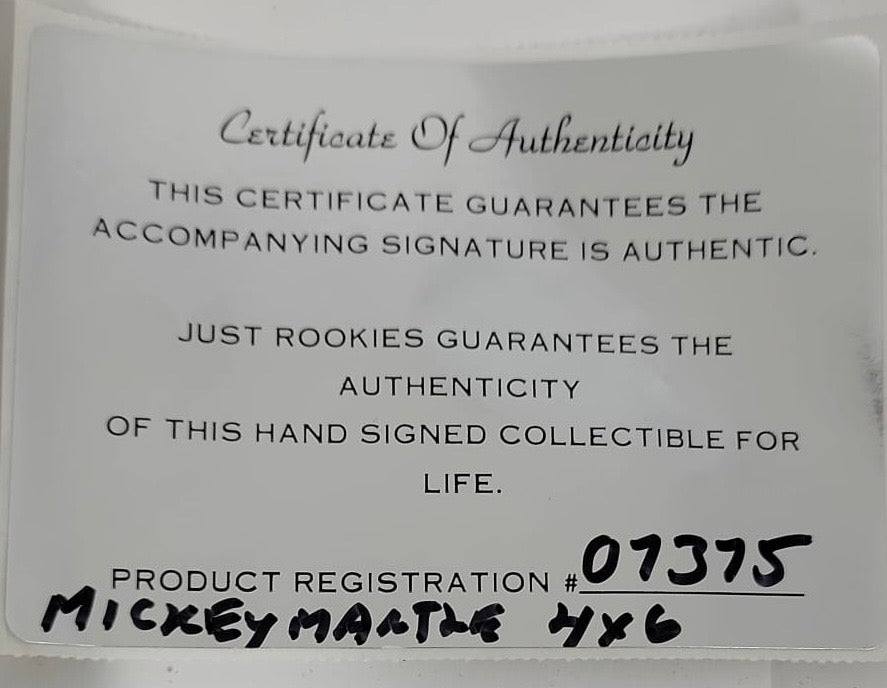 Certificate Of Authenticity
THIS CERTIFICATE GUARANTEES THE
ACCOMPANYING SIGNATURE IS AUTHENTIC.
JUST ROOKIES GUARANTEES THE
AUTHENTICITY
OF THIS HAND SIGNED COLLECTIBLE FOR
LIFE.
PRODUCT REGISTRATION #07375
MICKEY MANTLE 4x6